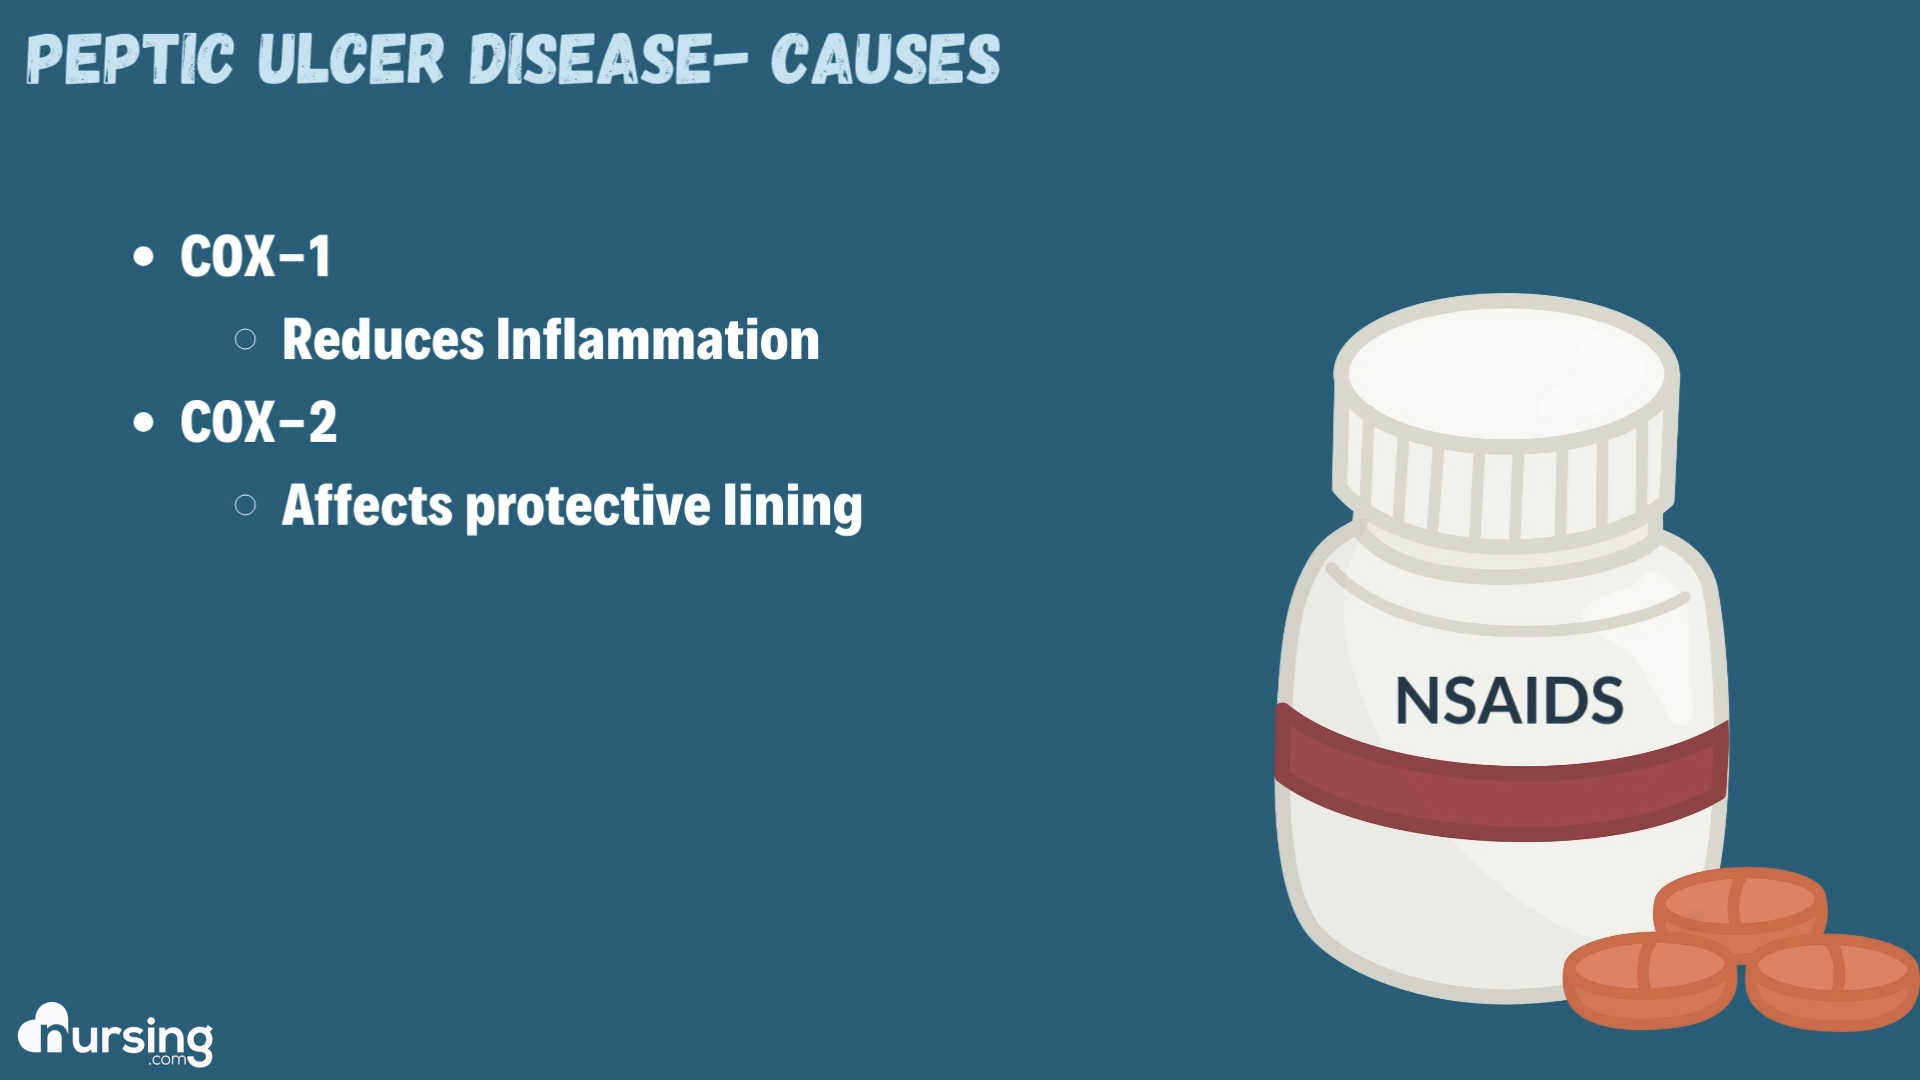 PEPTIC ULCER DISEASE- CAUSES
• COX-1
○ Reduces Inflammation
• COX-2
○ Affects protective lining
NSAIDS
nursing
.com